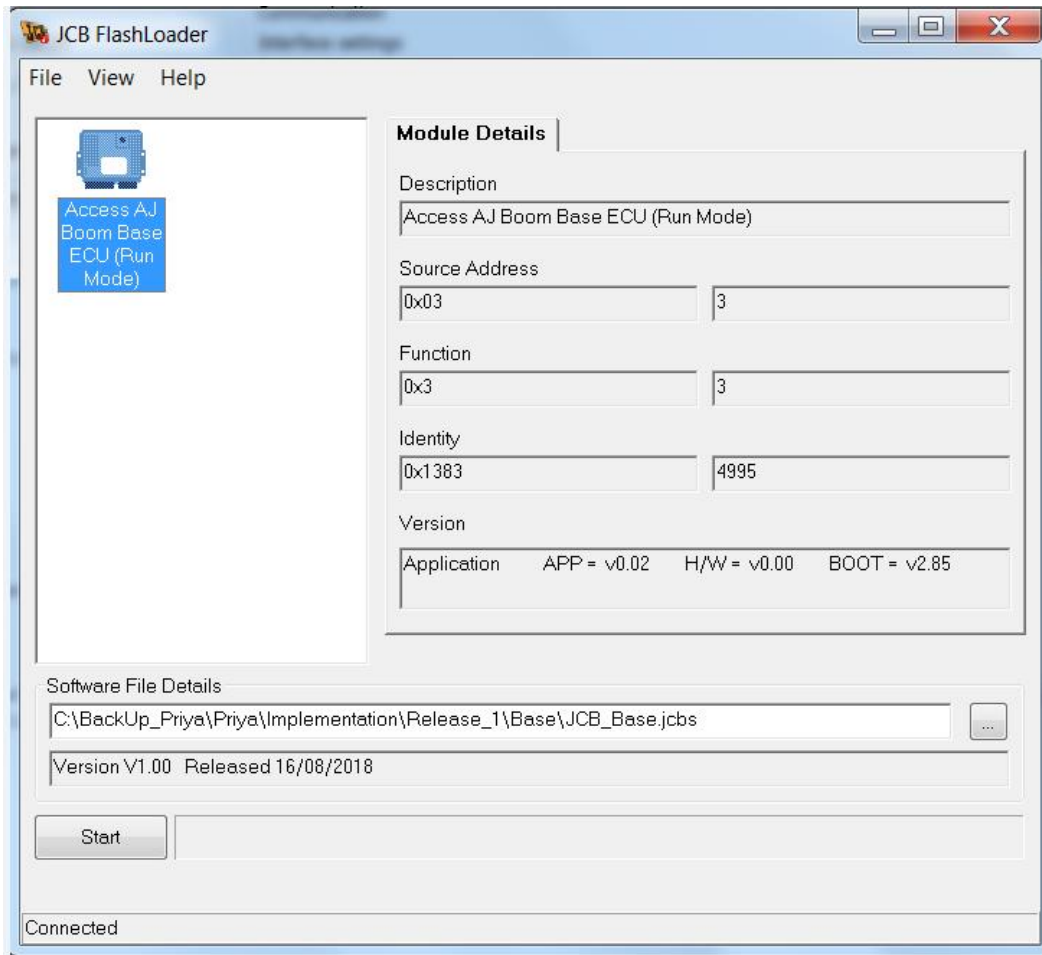 JCB FlashLoader
File View Help
Access AJ
Boom Base
ECU (Run
Mode)
Module Details
Description
Access AJ Boom Base ECU (Run Mode)
Source Address
0x03 3
Function
0x3 3
Identity
0x1383 4995
Version
Application APP = v0.02 H/W = v0.00 BOOT = v2.85
Software File Details
C:\BackUp_Priya\Priya\Implementation\Release_1\Base\JCB_Base.jcbs ...
Version V1.00 Released 16/08/2018
Start
Connected